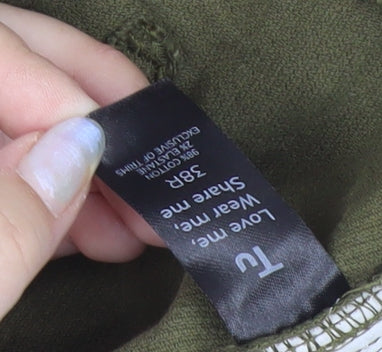 Tu
Love me,
Wear me,
Share me
38R
98% COTTON
2% ELASTANE
EXCLUSIVE OF TRIMS